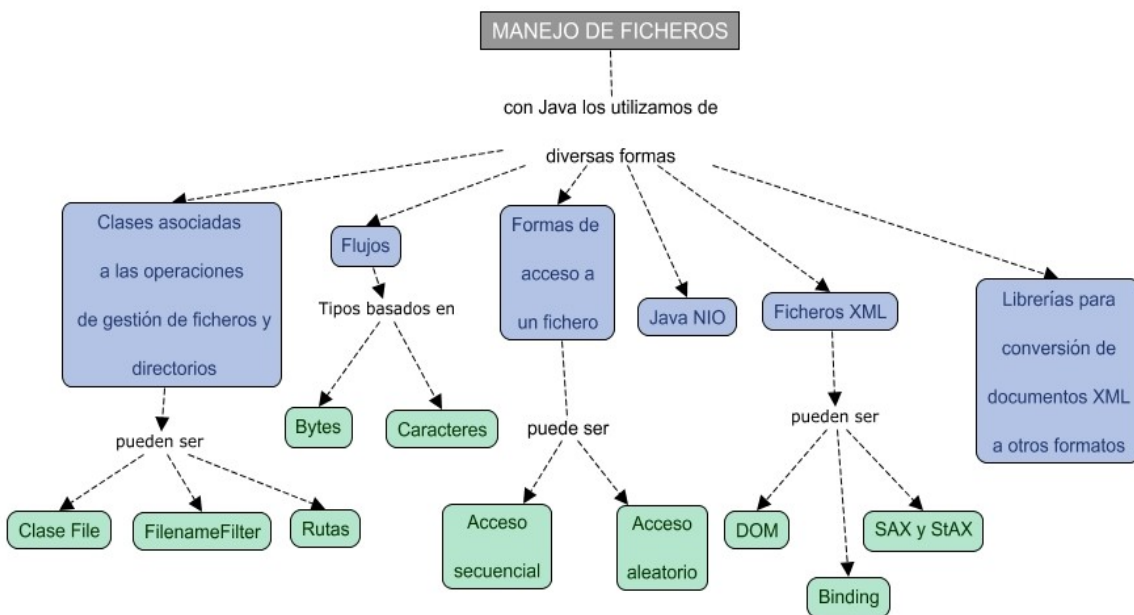 MANEJO DE FICHEROS
con Java los utilizamos de
diversas formas
Clases asociadas
a las operaciones
de gestión de ficheros y
directorios
pueden ser
Clase File
FilenameFilter
Rutas
Flujos
Tipos basados en
Bytes
Caracteres
Formas de
acceso a
un fichero
puede ser
Acceso
secuencial
Acceso
aleatorio
Java NIO
Ficheros XML
pueden ser
DOM
Binding
SAX y StAX
Librerías para
conversión de
documentos XML
a otros formatos